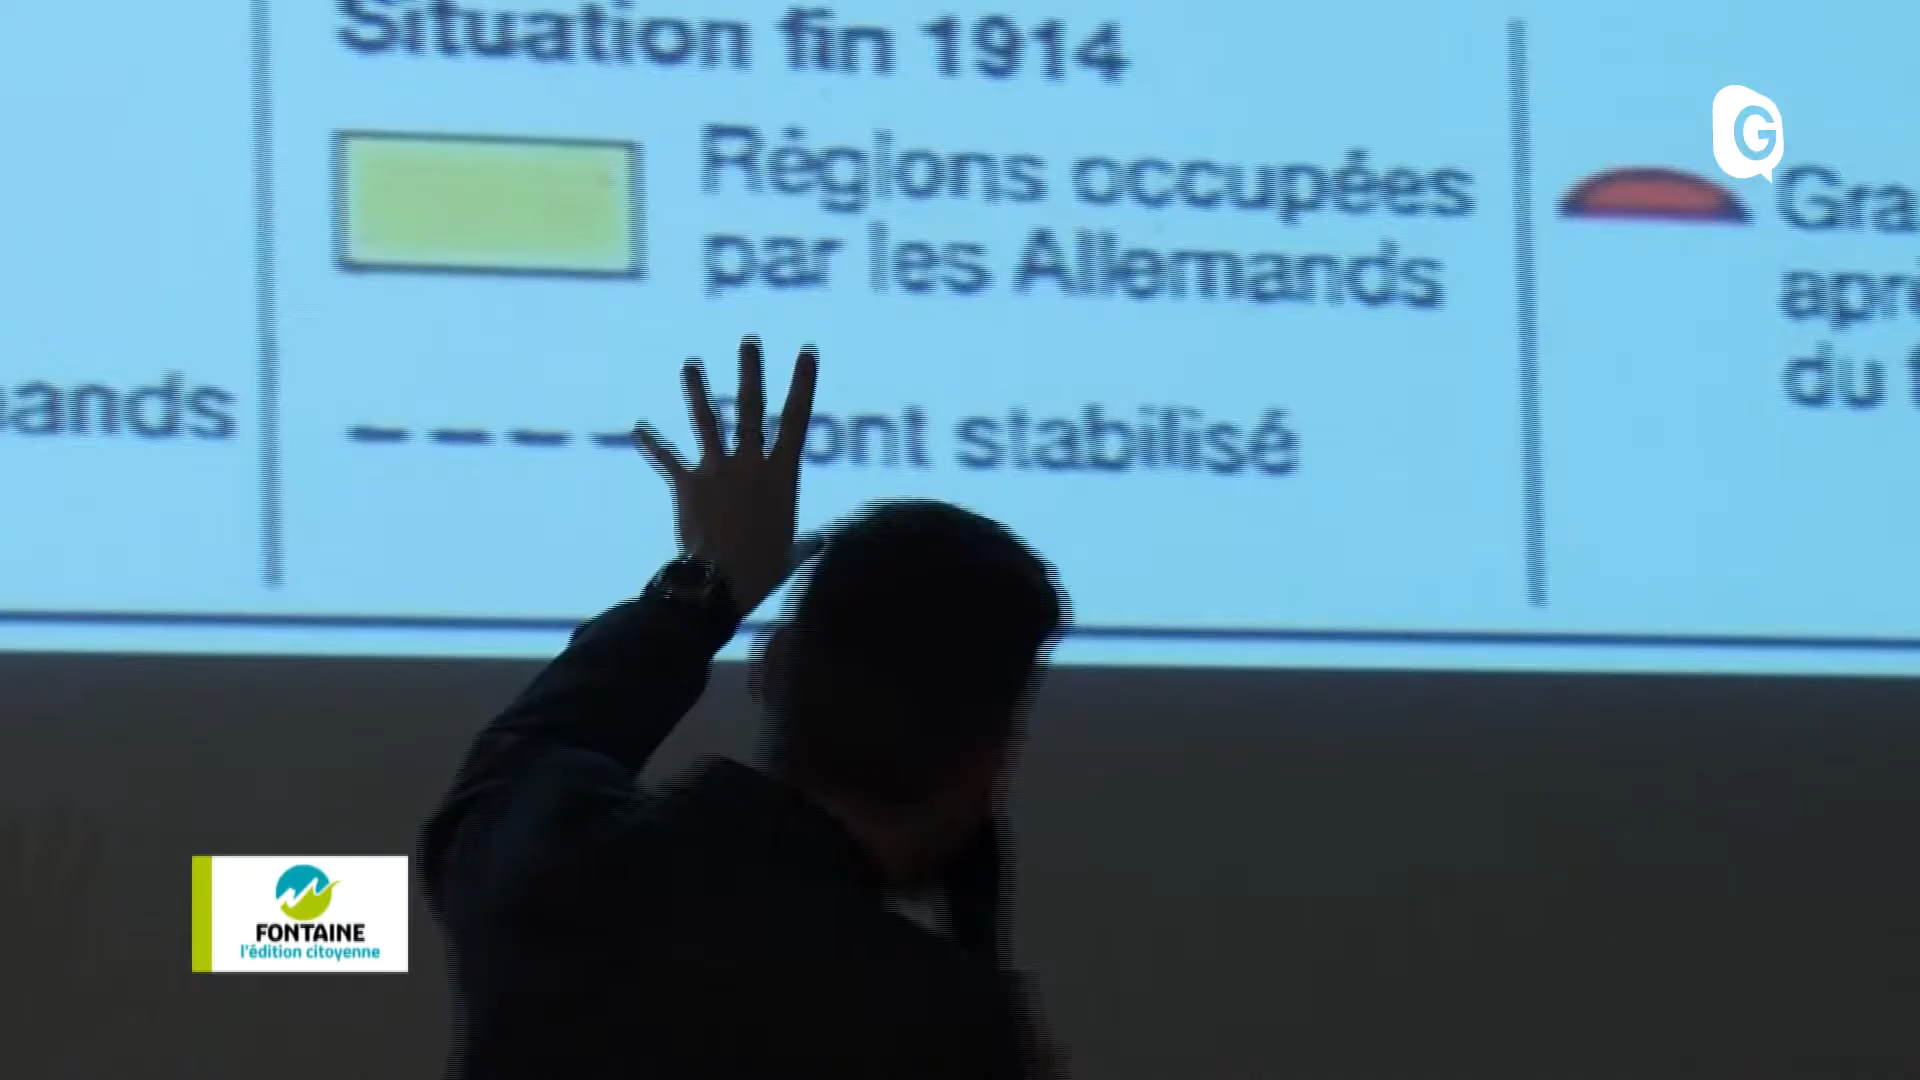 Situation fin 1914
Régions occupées
par les Allemands
ont stabilisé
ands
Gra
apr
du
G
FONTAINE
l'édition citoyenne